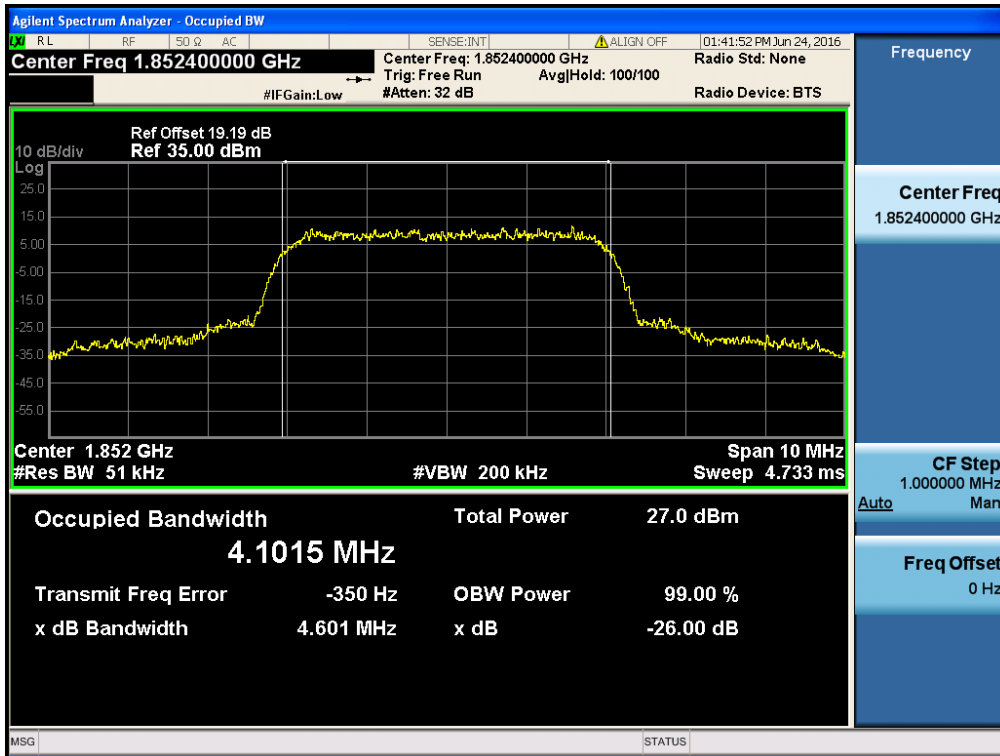 Agilent Spectrum Analyzer - Occupied BW
LXI RL RF 50 Ω AC SENSE:INT ALIGN OFF 01:41:52 PM Jun 24, 2016
Center Freq 1.852400000 GHz
Center Freq: 1.852400000 GHz
Radio Std: None
Trig: Free Run Avg|Hold: 100/100
#IFGain:Low
#Atten: 32 dB
Radio Device: BTS
Ref Offset 19.19 dB
10 dB/div Ref 35.00 dBm
Log
25.0
15.0
5.00
-5.00
-15.0
-25.0
-35.0
-45.0
-55.0
Center 1.852 GHz Span 10 MHz
#Res BW 51 kHz #VBW 200 kHz Sweep 4.733 ms
Occupied Bandwidth Total Power 27.0 dBm
4.1015 MHz
Transmit Freq Error -350 Hz OBW Power 99.00 %
x dB Bandwidth 4.601 MHz x dB -26.00 dB
MSG STATUS
Frequency
Center Freq
1.852400000 GHz
CF Step
1.000000 MHz
Auto Man
Freq Offset
0 Hz